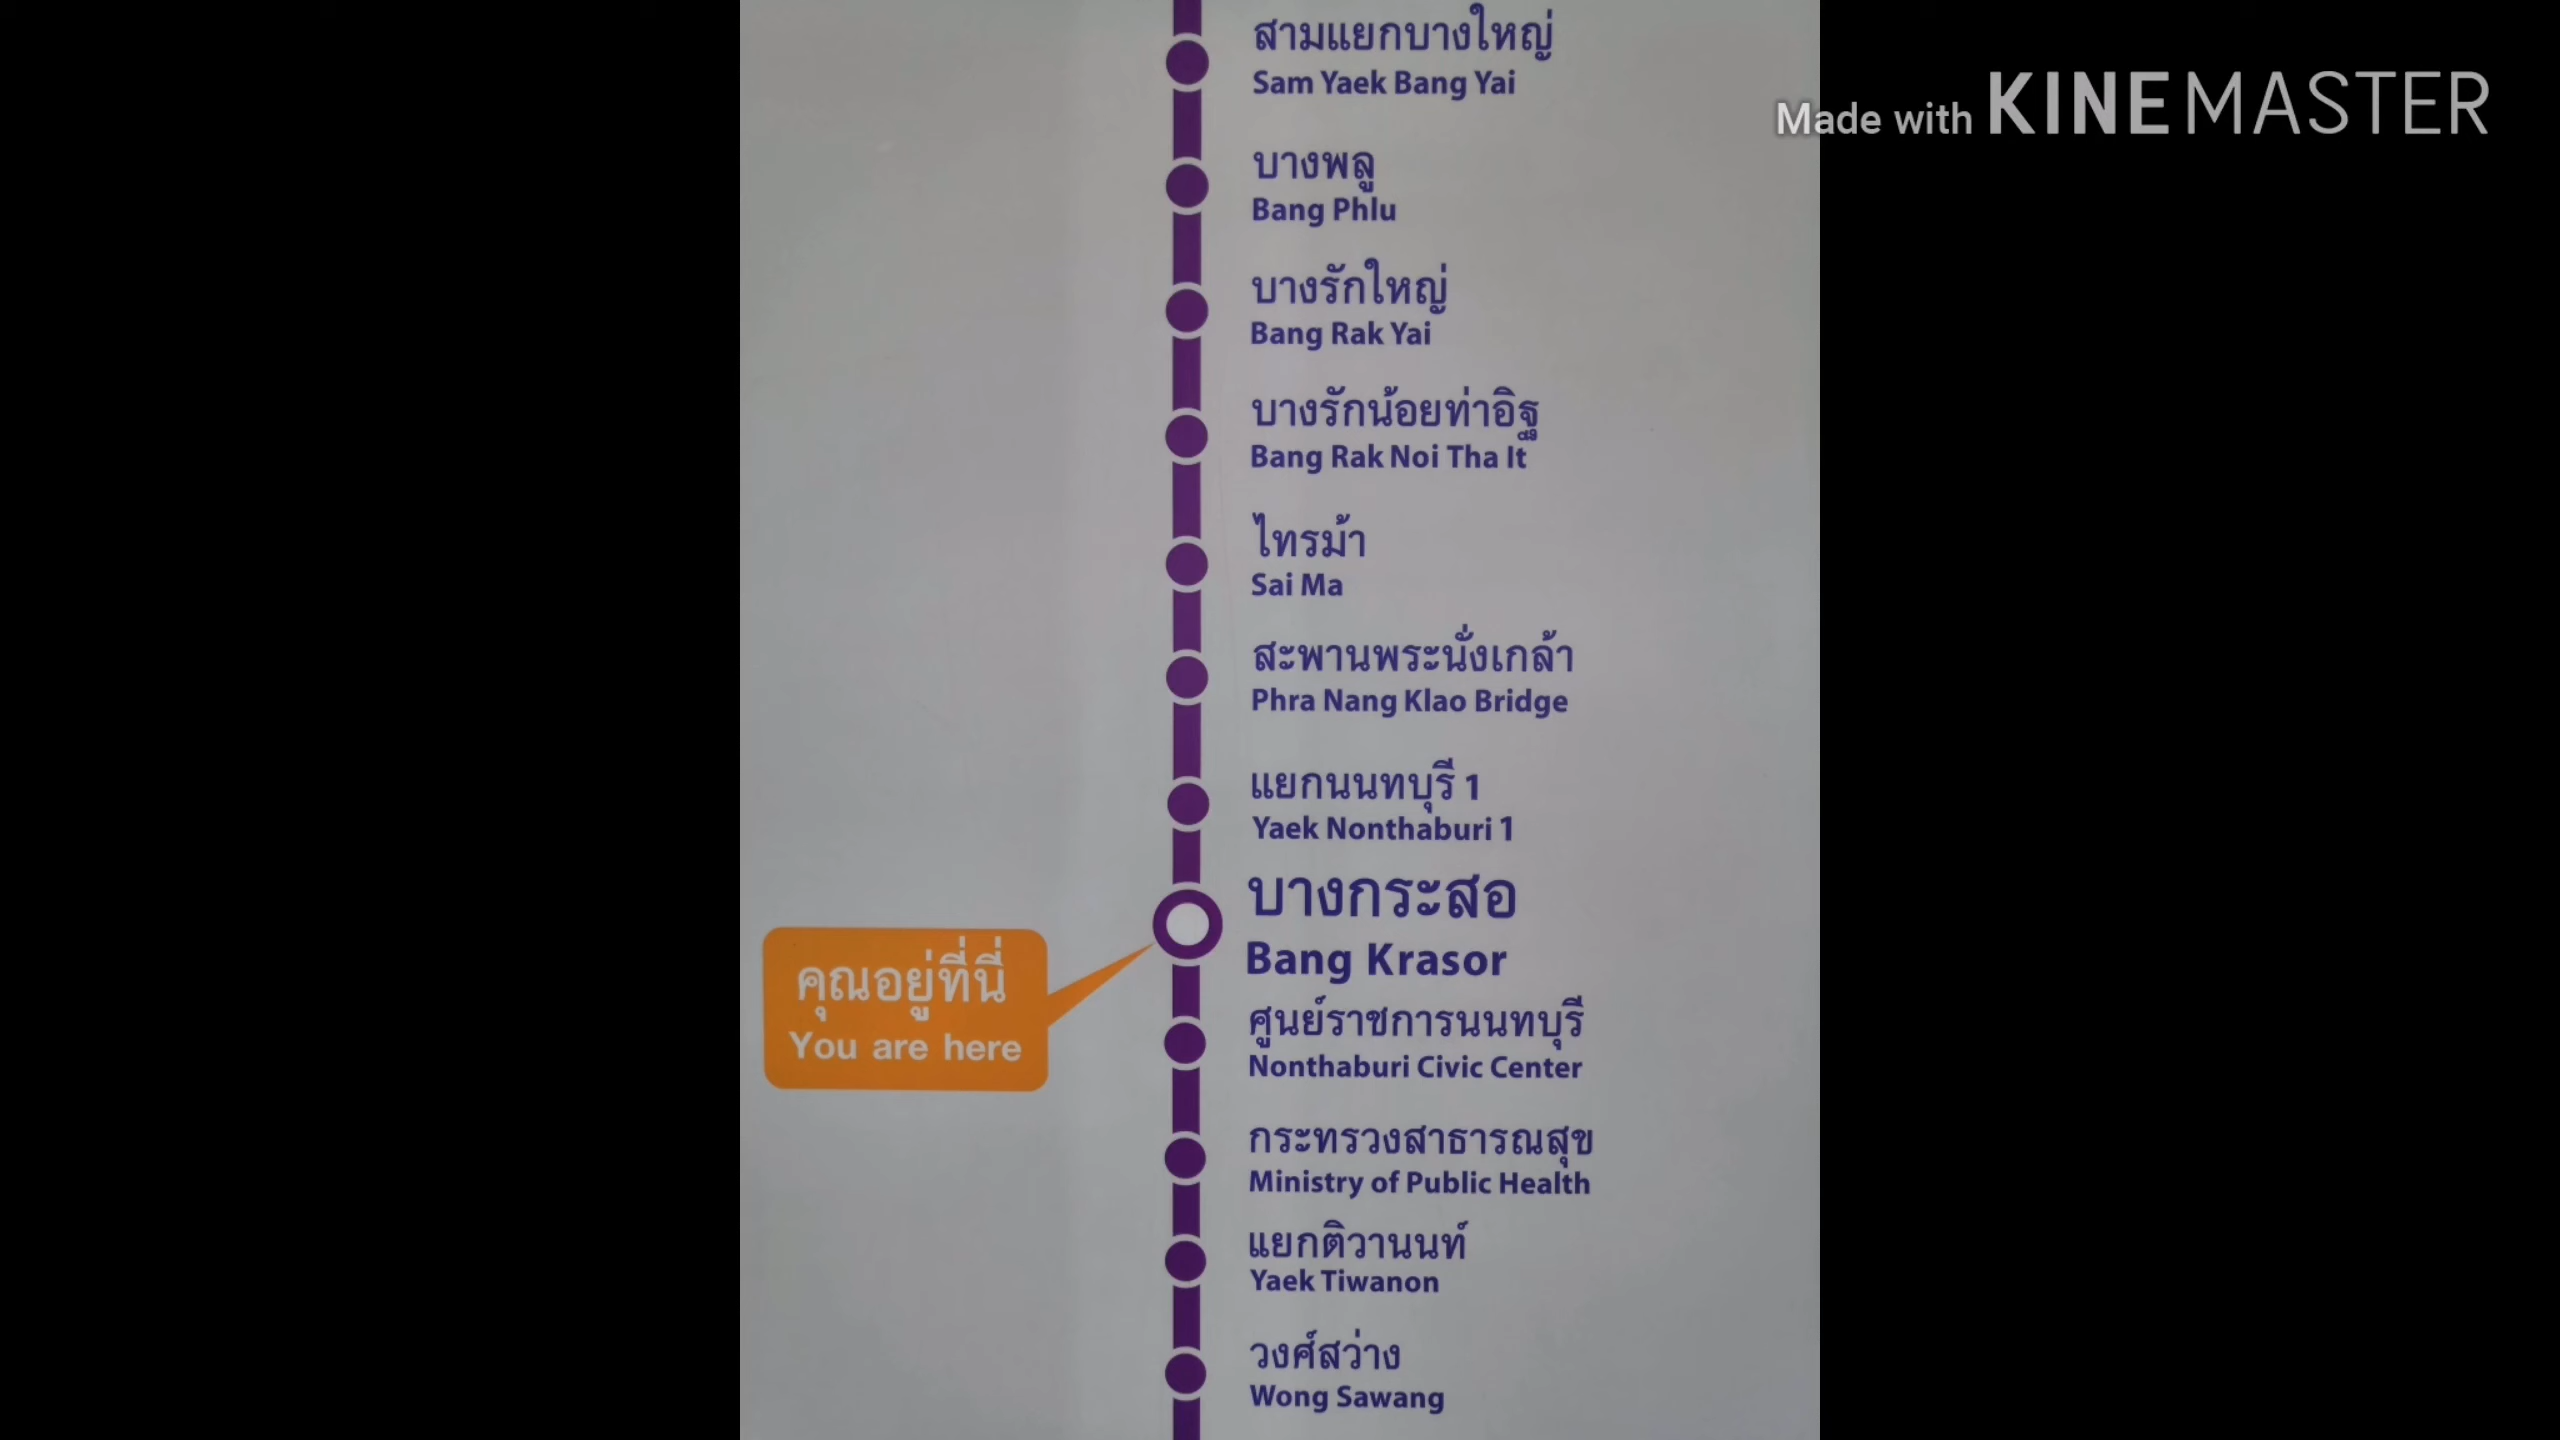 Made with KINEMASTER
สามแยกบางใหญ่
Sam Yaek Bang Yai
บางพลู
Bang Phlu
บางรักใหญ่
Bang Rak Yai
บางรักน้อยท่าอิฐ
Bang Rak Noi Tha It
ไทรม้า
Sai Ma
สะพานพระนั่งเกล้า
Phra Nang Klao Bridge
แยกนนทบุรี 1
Yaek Nonthaburi 1
บางกระสอ
Bang Krasor
คุณอยู่ที่นี่
You are here
ศูนย์ราชการนนทบุรี
Nonthaburi Civic Center
กระทรวงสาธารณสุข
Ministry of Public Health
แยกติวานนท์
Yaek Tiwanon
วงศ์สว่าง
Wong Sawang